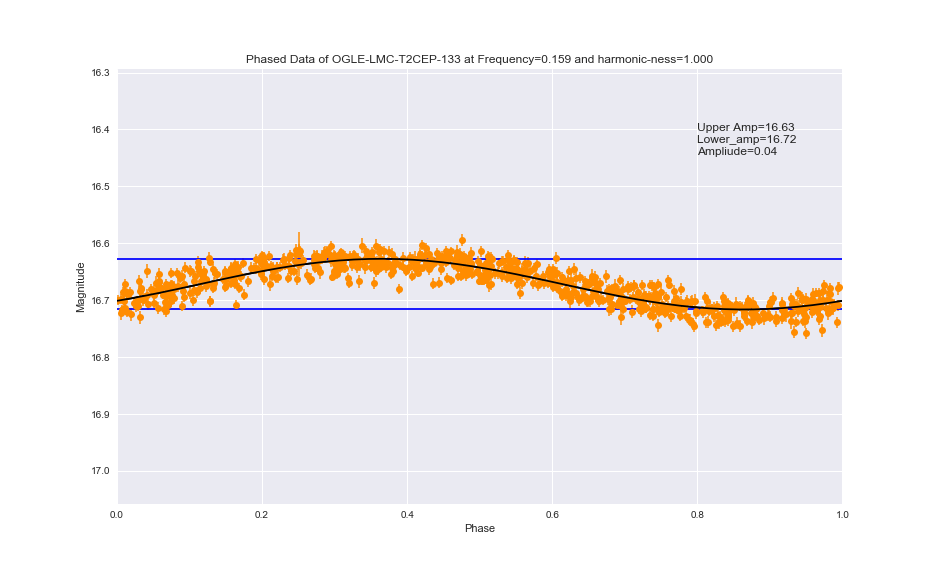 Phased Data of OGLE-LMC-T2CEP-133 at Frequency=0.159 and harmonic-ness=1.000
16.3
16.4
16.5
16.6
16.7
16.8
16.9
17.0
Magnitude
Upper Amp=16.63
Lower_amp=16.72
Ampliude=0.04
0.0
0.2
0.4
0.6
0.8
1.0
Phase